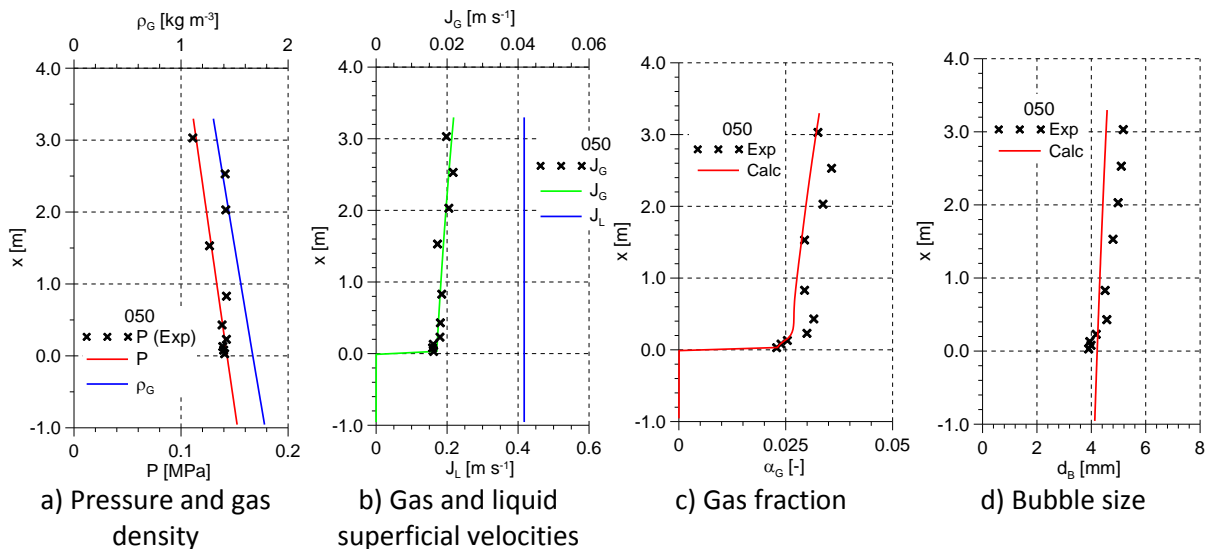 ρG [kg m⁻³]
0 1 2
4.0
3.0
2.0
1.0
0.0
-1.0
x [m]
050
P (Exp)
P
ρG
0 0.1 0.2
P [MPa]
a) Pressure and gas
density
JG [m s⁻¹]
0 0.02 0.04 0.06
4.0
3.0
2.0
1.0
0.0
-1.0
x [m]
050
JG
JG
JL
0 0.2 0.4 0.6
JL [m s⁻¹]
b) Gas and liquid
superficial velocities
4.0
3.0
2.0
1.0
0.0
-1.0
x [m]
050
Exp
Calc
0 0.025 0.05
αG [-]
c) Gas fraction
4.0
3.0
2.0
1.0
0.0
-1.0
x [m]
050
Exp
Calc
0 2 4 6 8
dB [mm]
d) Bubble size